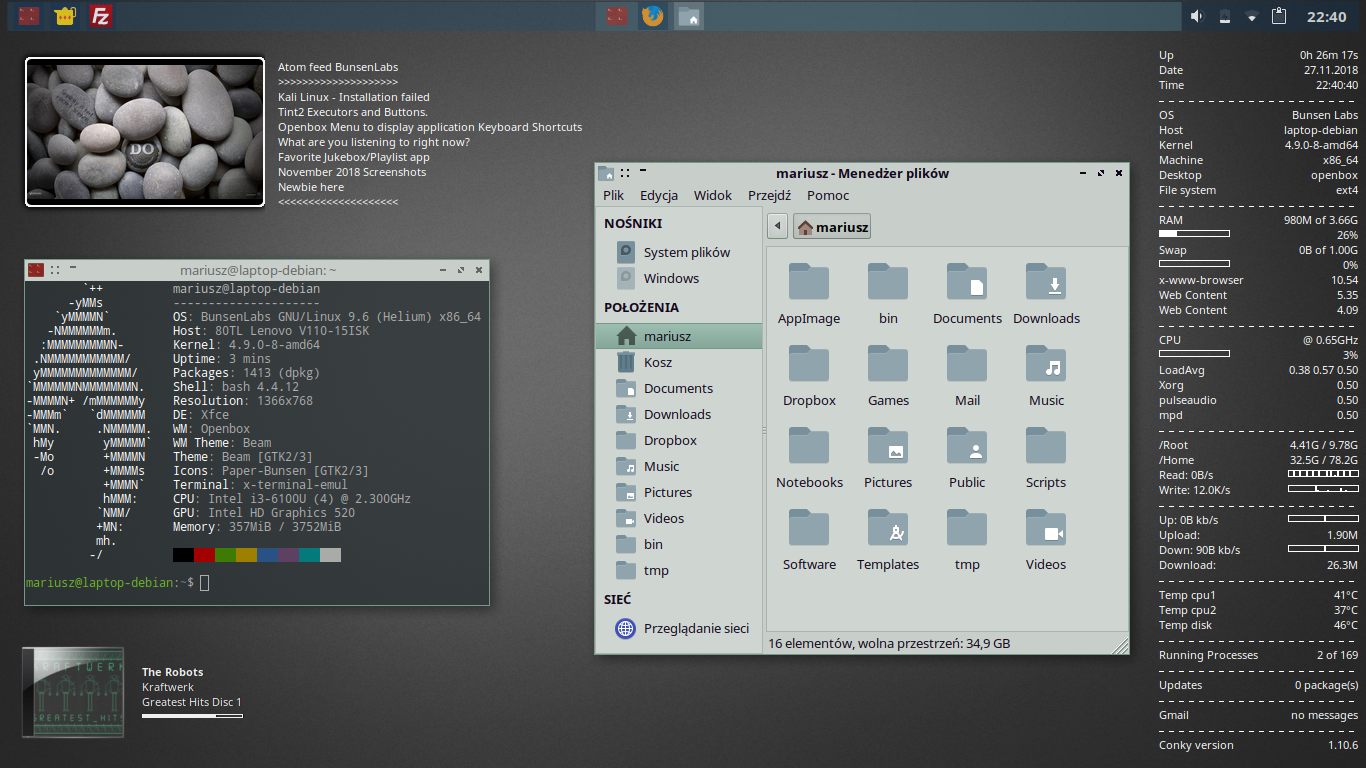 22:40
Atom feed BunsenLabs
>>>>>>>>>>>>>>>>>>>>
Kali Linux - Installation failed
Tint2 Executors and Buttons.
Openbox Menu to display application Keyboard Shortcuts
What are you listening to right now?
Favorite Jukebox/Playlist app
November 2018 Screenshots
Newbie here
<<<<<<<<<<<<<<<<<<<<
DO
mariusz@laptop-debian: ~
mariusz@laptop-debian
---------------------
OS: BunsenLabs GNU/Linux 9.6 (Helium) x86_64
Host: 80TL Lenovo V110-15ISK
Kernel: 4.9.0-8-amd64
Uptime: 3 mins
Packages: 1413 (dpkg)
Shell: bash 4.4.12
Resolution: 1366x768
DE: Xfce
WM: Openbox
WM Theme: Beam
Theme: Beam [GTK2/3]
Icons: Paper-Bunsen [GTK2/3]
Terminal: x-terminal-emul
CPU: Intel i3-6100U (4) @ 2.300GHz
GPU: Intel HD Graphics 520
Memory: 357MiB / 3752MiB
mariusz@laptop-debian:~$
KRAFTWERK
GREATEST_HITS
The Robots
Kraftwerk
Greatest Hits Disc 1
mariusz - Menedżer plików
Plik Edycja Widok Przejdź Pomoc
NOŚNIKI
System plików
Windows
POŁOŻENIA
mariusz
Kosz
Documents
Downloads
Dropbox
Music
Pictures
Videos
bin
tmp
SIEĆ
Przeglądanie sieci
mariusz
AppImage bin Documents Downloads
Dropbox Games Mail Music
Notebooks Pictures Public Scripts
Software Templates tmp Videos
16 elementów, wolna przestrzeń: 34,9 GB
Up 0h 26m 17s
Date 27.11.2018
Time 22:40:40
OS Bunsen Labs
Host laptop-debian
Kernel 4.9.0-8-amd64
Machine x86_64
Desktop openbox
File system ext4
RAM 980M of 3.66G
26%
Swap 0B of 1.00G
0%
x-www-browser 10.54
Web Content 5.35
Web Content 4.09
CPU @ 0.65GHz
3%
LoadAvg 0.38 0.57 0.50
Xorg 0.50
pulseaudio 0.50
mpd 0.50
/Root 4.41G / 9.78G
/Home 32.5G / 78.2G
Read: 0B/s
Write: 12.0K/s
Up: 0B kb/s
Upload: 1.90M
Down: 90B kb/s
Download: 26.3M
Temp cpu1 41°C
Temp cpu2 37°C
Temp disk 46°C
Running Processes 2 of 169
Updates 0 package(s)
Gmail no messages
Conky version 1.10.6